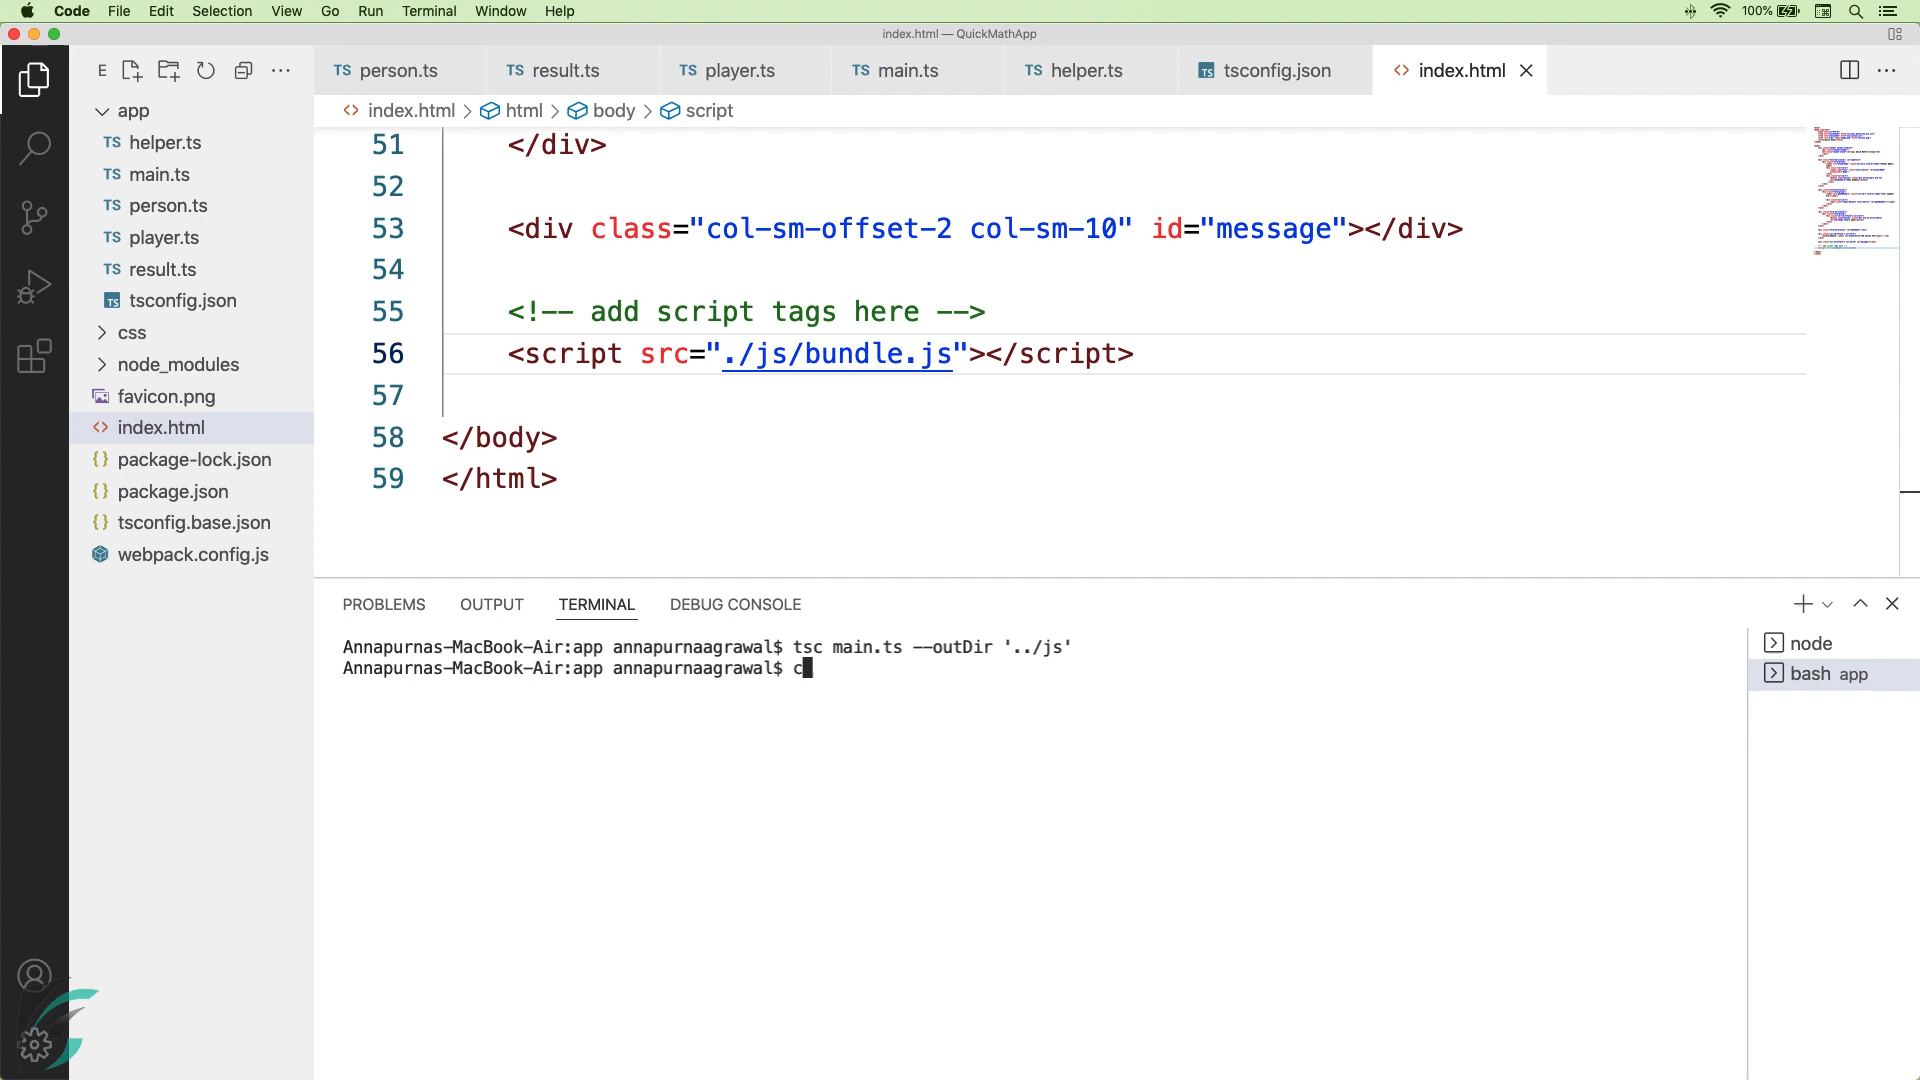 Code File Edit Selection View Go Run Terminal Window Help 100%
index.html — QuickMathApp
E
TS person.ts TS result.ts TS player.ts TS main.ts TS helper.ts TS tsconfig.json <> index.html
<> index.html > html > body > script
app
TS helper.ts
TS main.ts
TS person.ts
TS player.ts
TS result.ts
TS tsconfig.json
css
node_modules
favicon.png
<> index.html
{} package-lock.json
{} package.json
{} tsconfig.base.json
webpack.config.js
51 </div>
52
53 <div class="col-sm-offset-2 col-sm-10" id="message"></div>
54
55 <!-- add script tags here -->
56 <script src="./js/bundle.js"></script>
57
58 </body>
59 </html>
PROBLEMS OUTPUT TERMINAL DEBUG CONSOLE
Annapurnas-MacBook-Air:app annapurnaagrawal$ tsc main.ts --outDir '../js'
Annapurnas-MacBook-Air:app annapurnaagrawal$ c
node
bash app